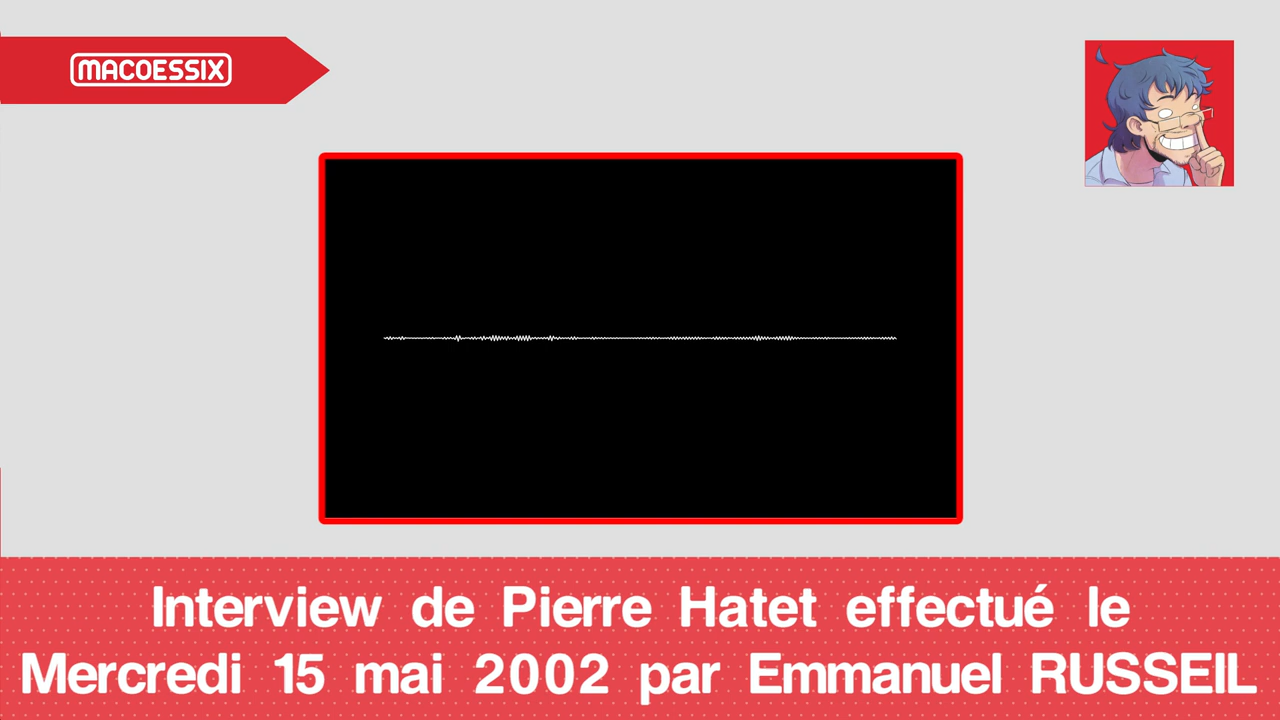 MACOESSIX
Interview de Pierre Hatet effectué le
Mercredi 15 mai 2002 par Emmanuel RUSSEIL